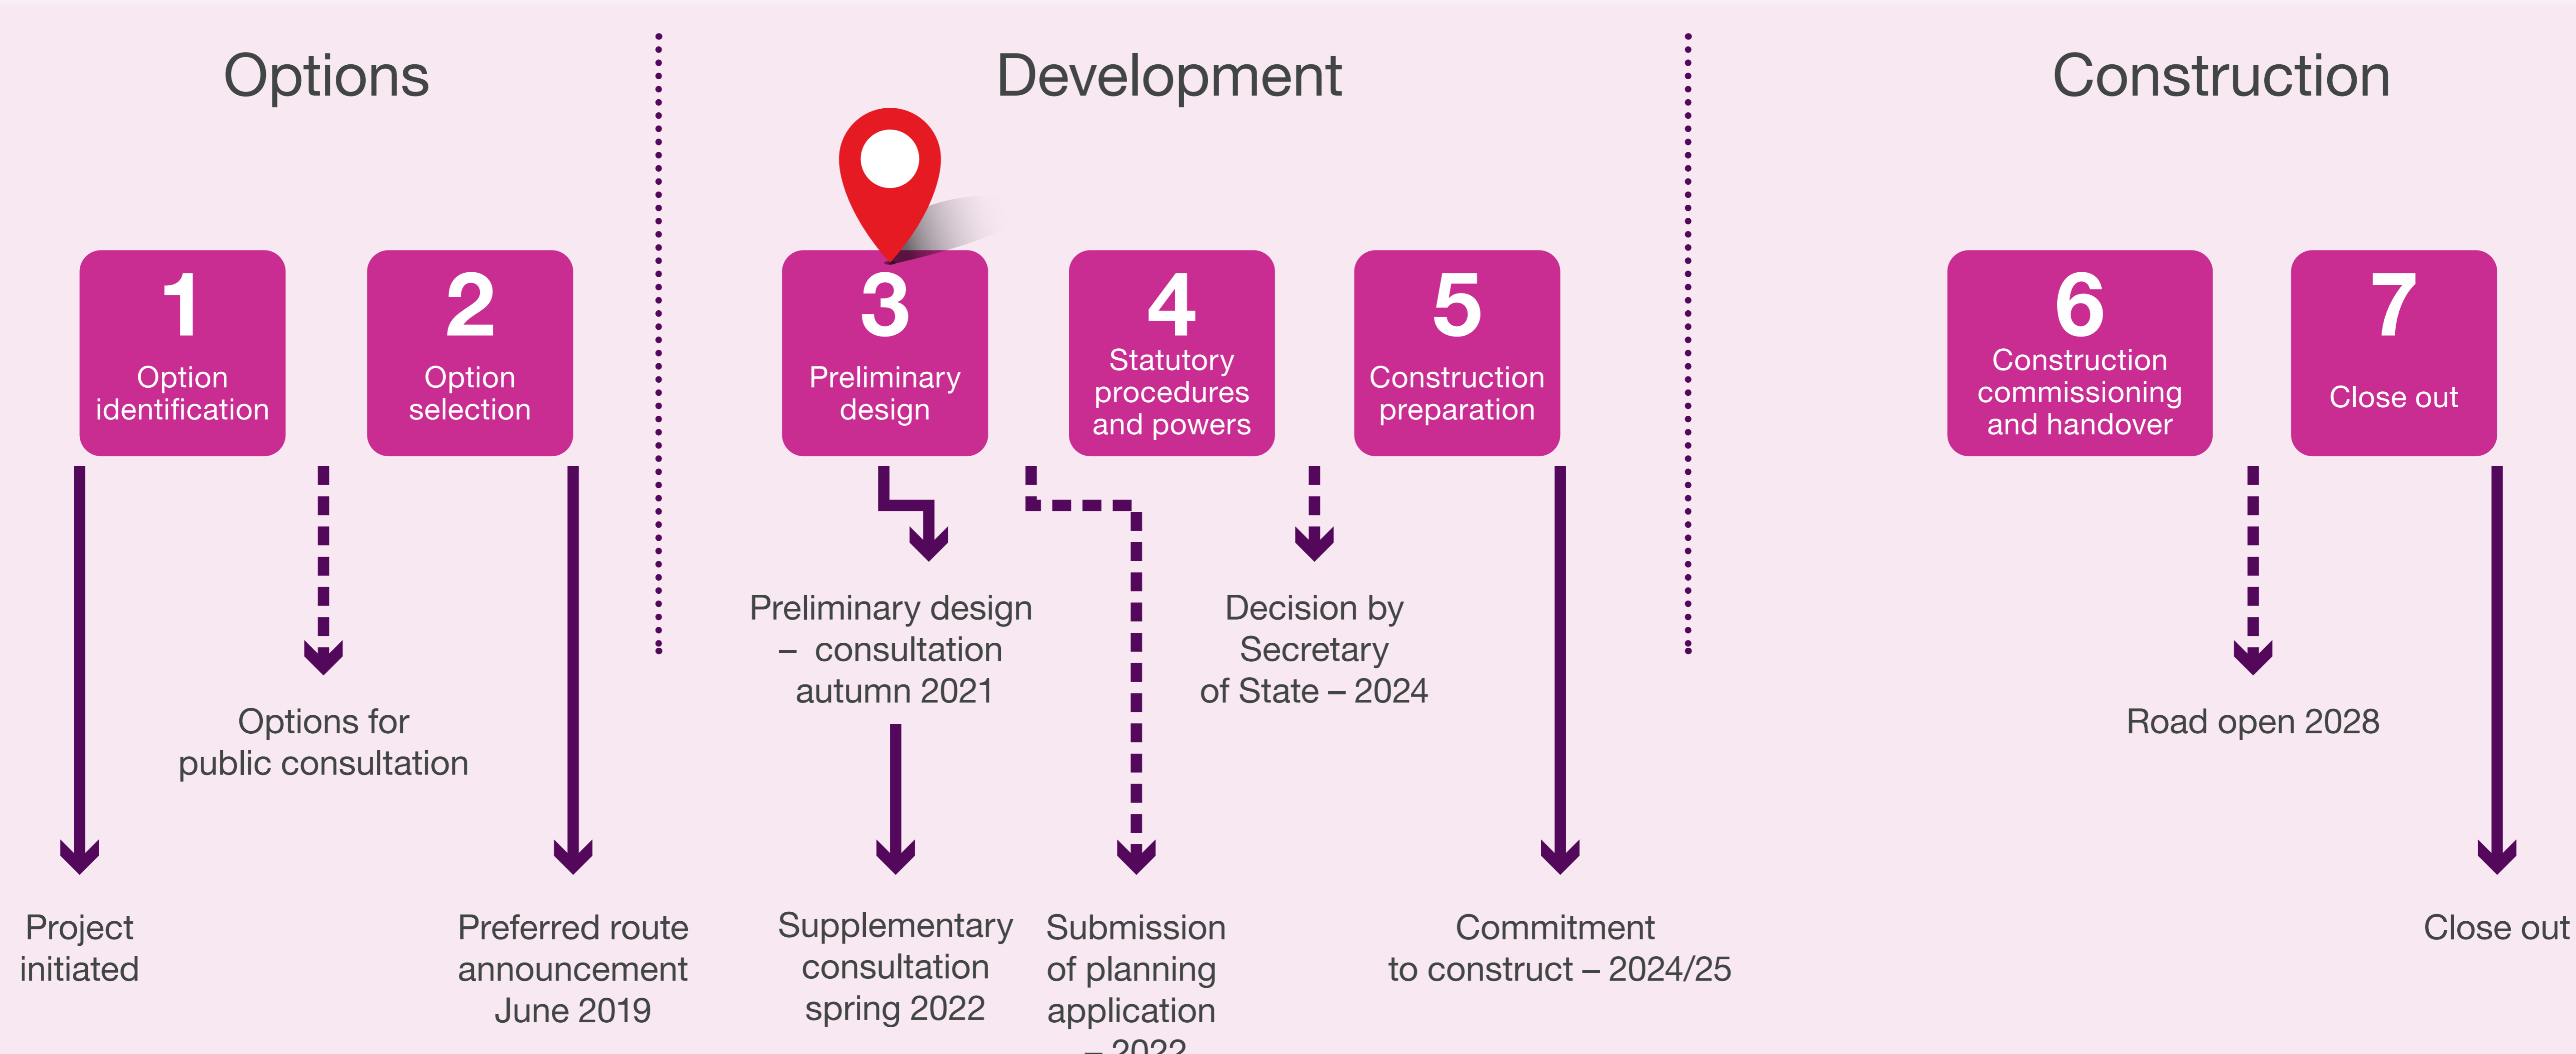 Options
Development
Construction
1
Option
identification
2
Option
selection
3
Preliminary
design
4
Statutory
procedures
and powers
5
Construction
preparation
6
Construction
commissioning
and handover
7
Close out
Project
initiated
Options for
public consultation
Preferred route
announcement
June 2019
Preliminary design
– consultation
autumn 2021
Supplementary
consultation
spring 2022
Submission
of planning
application
– 2022
Decision by
Secretary
of State – 2024
Commitment
to construct – 2024/25
Road open 2028
Close out